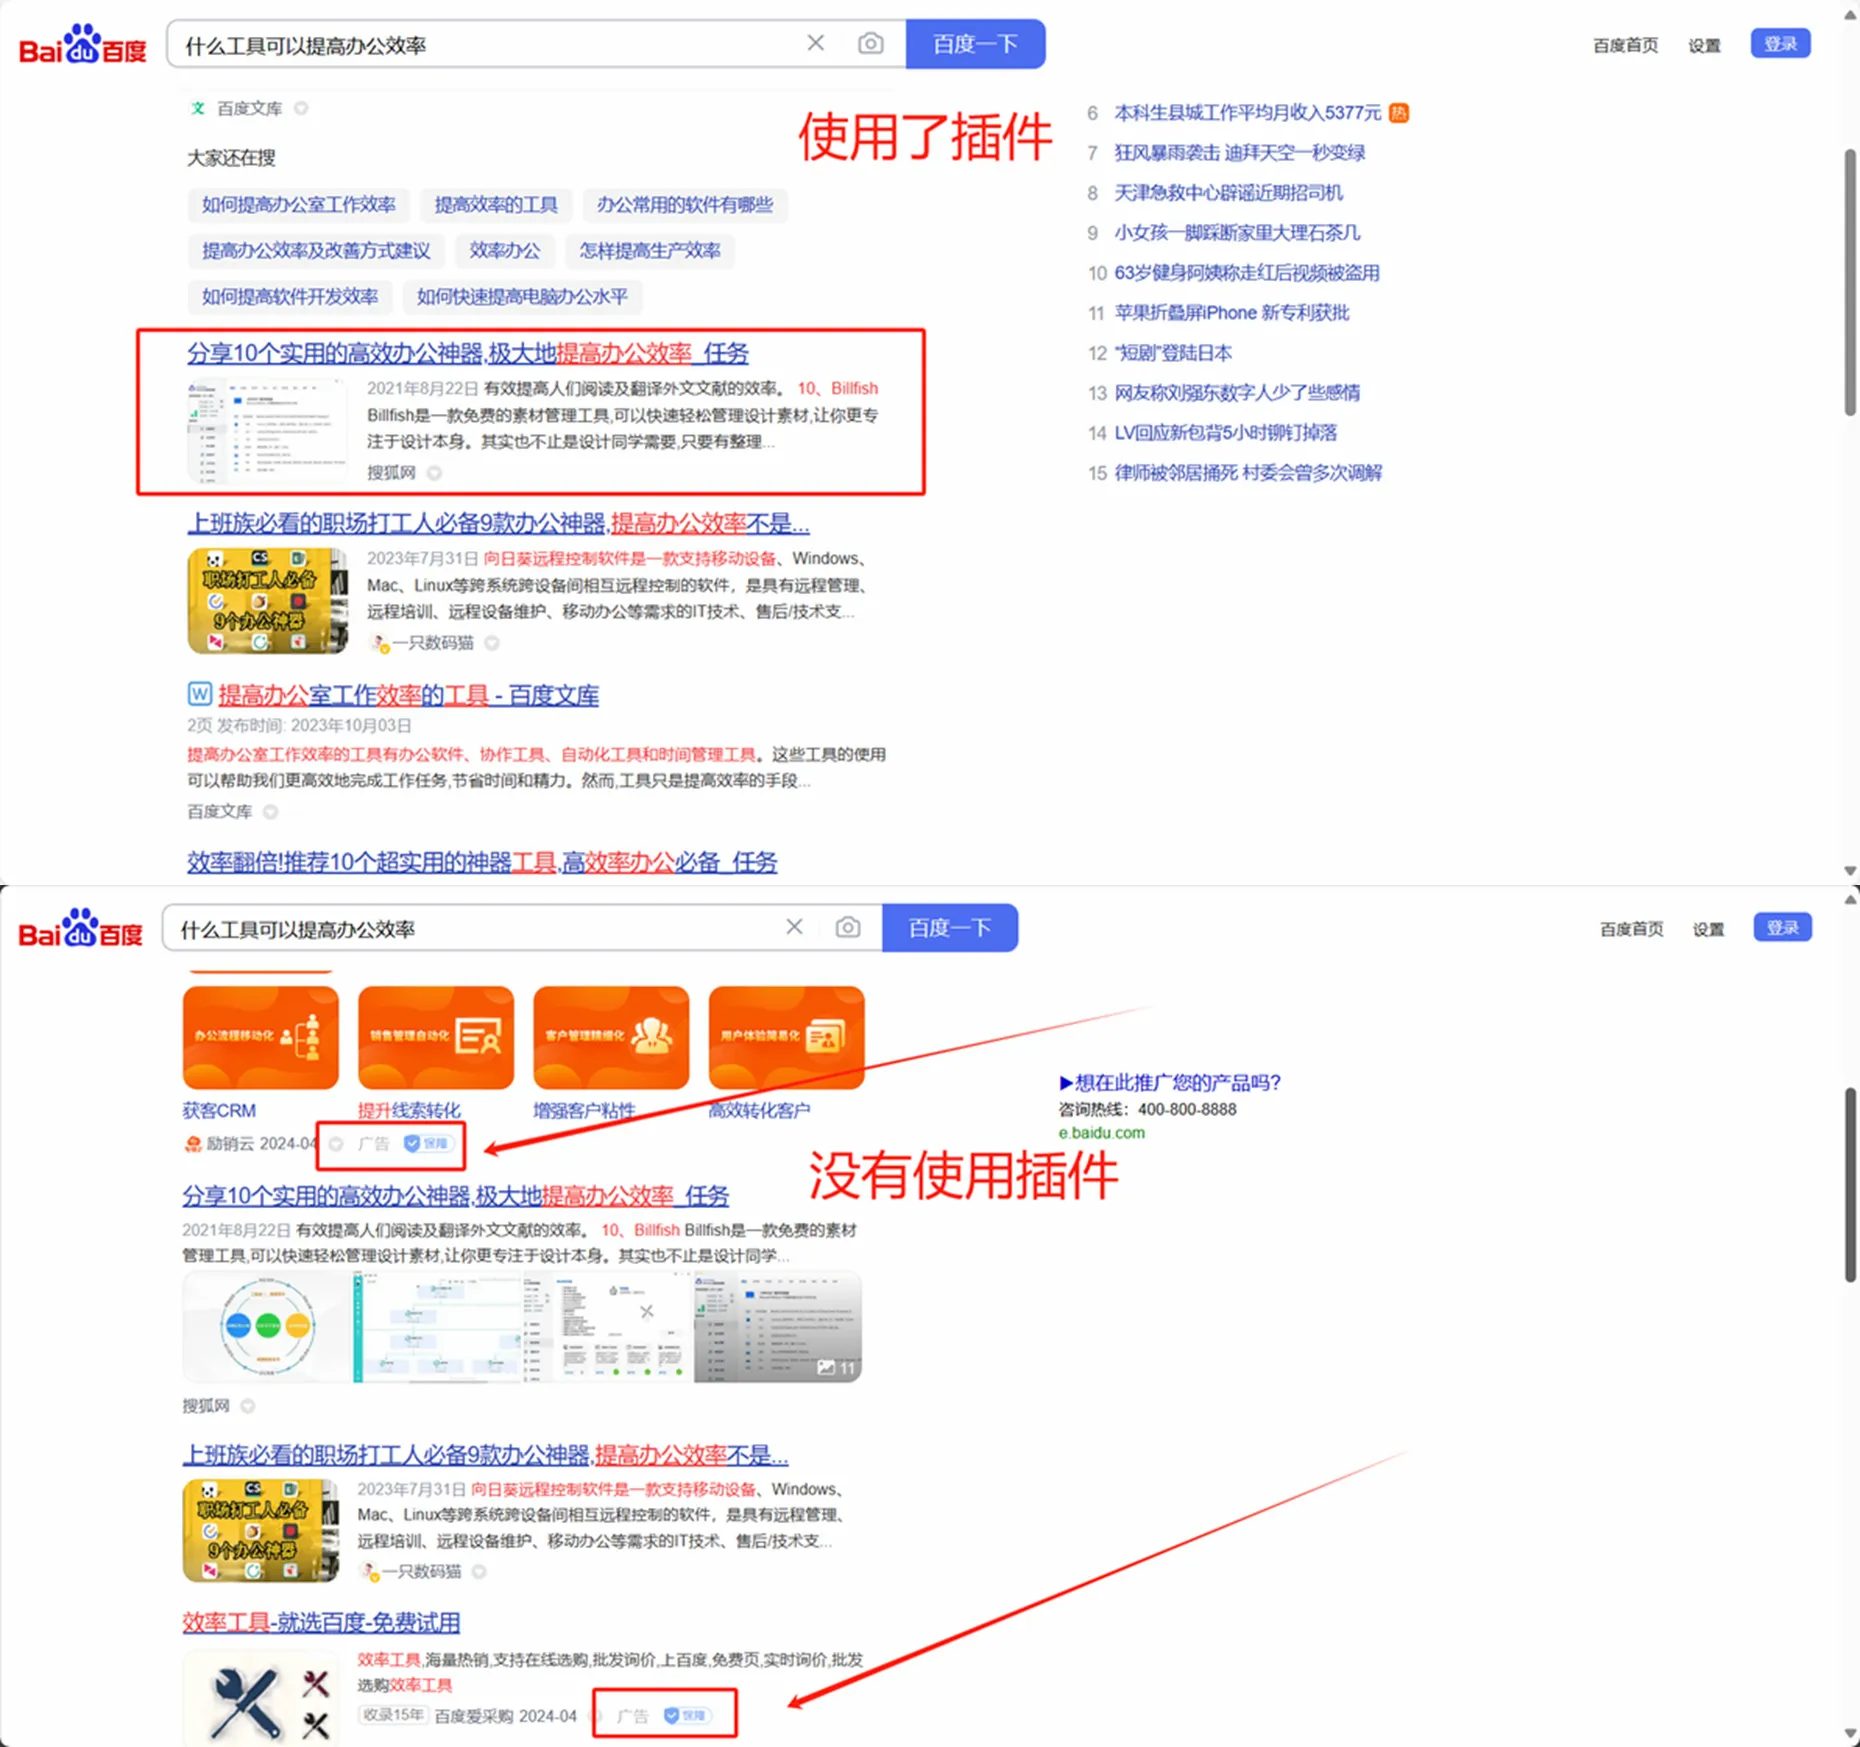 Bai du 百度
什么工具可以提高办公效率
百度一下
百度首页 设置 登录
百度文库
使用了插件
大家还在搜
如何提高办公室工作效率 提高效率的工具 办公常用的软件有哪些
提高办公效率及改善方式建议 效率办公 怎样提高生产效率
如何提高软件开发效率 如何快速提高电脑办公水平
分享10个实用的高效办公神器,极大地提高办公效率_任务
2021年8月22日 有效提高人们阅读及翻译外文文献的效率。 10、Billfish
Billfish是一款免费的素材管理工具,可以快速轻松管理设计素材,让你更专
注于设计本身。其实也不止是设计同学需要,只要有整理...
搜狐网
上班族必看的职场打工人必备9款办公神器,提高办公效率不是...
职场打工人必备
9个办公神器
2023年7月31日 向日葵远程控制软件是一款支持移动设备、Windows、
Mac、Linux等跨系统跨设备间相互远程控制的软件，是具有远程管理、
远程培训、远程设备维护、移动办公等需求的IT技术、售后/技术支...
一只数码猫
W 提高办公室工作效率的工具 - 百度文库
2页 发布时间: 2023年10月03日
提高办公室工作效率的工具有办公软件、协作工具、自动化工具和时间管理工具。这些工具的使用
可以帮助我们更高效地完成工作任务,节省时间和精力。然而,工具只是提高效率的手段...
百度文库
效率翻倍!推荐10个超实用的神器工具,高效率办公必备_任务
6 本科生县城工作平均月收入5377元 热
7 狂风暴雨袭击 迪拜天空一秒变绿
8 天津急救中心辟谣近期招司机
9 小女孩一脚踩断家里大理石茶几
10 63岁健身阿姨称走红后视频被盗用
11 苹果折叠屏iPhone 新专利获批
12 “短剧”登陆日本
13 网友称刘强东数字人少了些感情
14 LV回应新包背5小时铆钉掉落
15 律师被邻居捅死 村委会曾多次调解
Bai du 百度
什么工具可以提高办公效率
百度一下
百度首页 设置 登录
办公流程移动化 销售管理自动化 客户管理精细化 用户体验简易化
获客CRM 提升线索转化 增强客户粘性 高效转化客户
励销云 2024-04 广告 保障
▶想在此推广您的产品吗?
咨询热线：400-800-8888
e.baidu.com
没有使用插件
分享10个实用的高效办公神器,极大地提高办公效率_任务
2021年8月22日 有效提高人们阅读及翻译外文文献的效率。 10、Billfish Billfish是一款免费的素材
管理工具,可以快速轻松管理设计素材,让你更专注于设计本身。其实也不止是设计同学...
11
搜狐网
上班族必看的职场打工人必备9款办公神器,提高办公效率不是...
职场打工人必备
9个办公神器
2023年7月31日 向日葵远程控制软件是一款支持移动设备、Windows、
Mac、Linux等跨系统跨设备间相互远程控制的软件，是具有远程管理、
远程培训、远程设备维护、移动办公等需求的IT技术、售后/技术支...
一只数码猫
效率工具-就选百度-免费试用
效率工具,海量热销,支持在线选购,批发询价,上百度,免费页,实时询价,批发
选购效率工具
收录15年 百度爱采购 2024-04 广告 保障